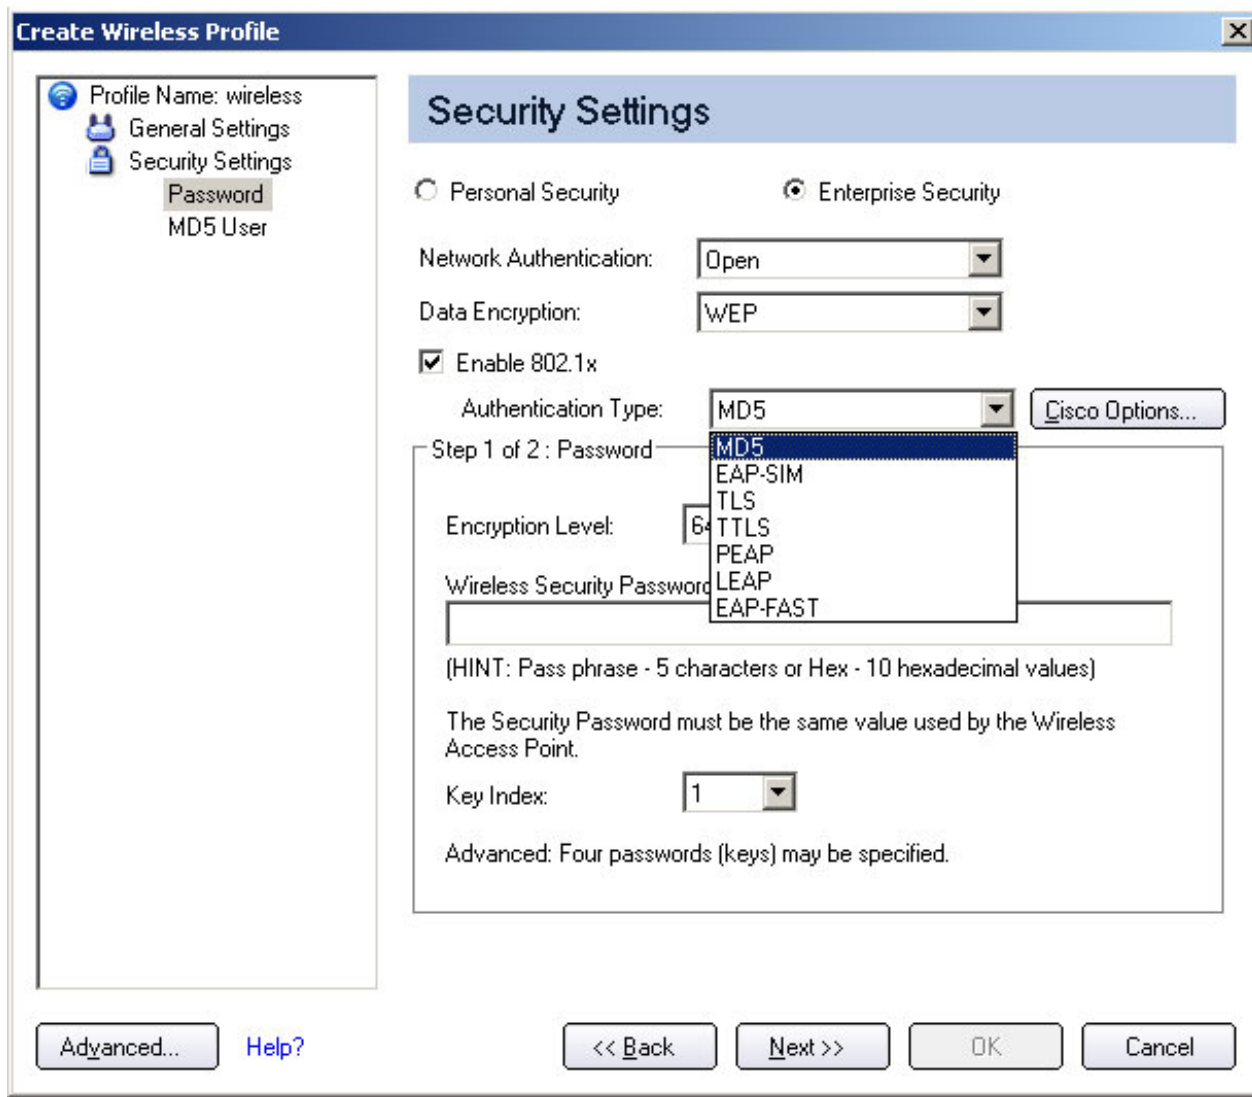 Create Wireless Profile
Profile Name: wireless
General Settings
Security Settings
Password
MD5 User
Security Settings
Personal Security
Enterprise Security
Network Authentication:
Open
Data Encryption:
WEP
Enable 802.1x
Authentication Type:
MD5
Cisco Options...
MD5
EAP-SIM
TLS
TTLS
PEAP
LEAP
EAP-FAST
Step 1 of 2 : Password
Encryption Level:
Wireless Security Password
(HINT: Pass phrase - 5 characters or Hex - 10 hexadecimal values)
The Security Password must be the same value used by the Wireless
Access Point.
Key Index:
1
Advanced: Four passwords (keys) may be specified.
Advanced...
Help?
<< Back
Next >>
OK
Cancel